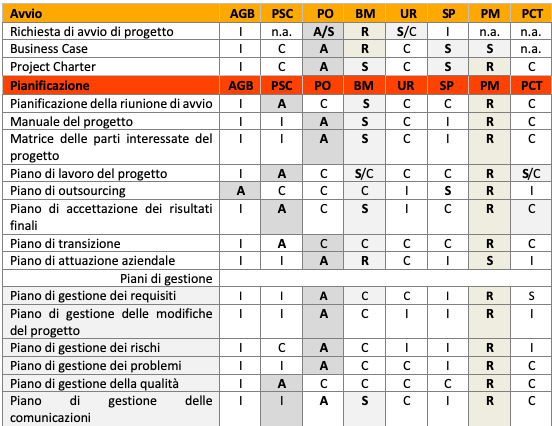 Avvio AGB PSC PO BM UR SP PM PCT
Richiesta di avvio di progetto I n.a. A/S R S/C I n.a. n.a.
Business Case I C A R C S S n.a.
Project Charter I C A S C S R C
Pianificazione AGB PSC PO BM UR SP PM PCT
Pianificazione della riunione di avvio I A C S C C R C
Manuale del progetto I I A S C I R C
Matrice delle parti interessate del
progetto I I A S C I R C
Piano di lavoro del progetto I A C S/C C C R S/C
Piano di outsourcing A C C C I S R I
Piano di accettazione dei risultati
finali I A C S I C R C
Piano di transizione I A C C C C R C
Piano di attuazione aziendale I I A R C I S I
Piani di gestione
Piano di gestione dei requisiti I I A C C I R S
Piano di gestione delle modifiche
del progetto I I A C I I R I
Piano di gestione dei rischi I C A C I I R I
Piano di gestione dei problemi I I A C C I R C
Piano di gestione della qualità I A C C C C R C
Piano di gestione delle
comunicazioni I I A S C I R C